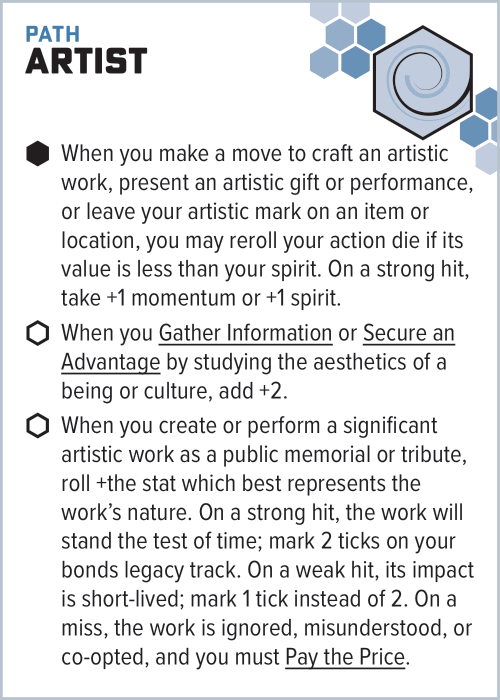 PATH
ARTIST
When you make a move to craft an artistic
work, present an artistic gift or performance,
or leave your artistic mark on an item or
location, you may reroll your action die if its
value is less than your spirit. On a strong hit,
take +1 momentum or +1 spirit.
When you Gather Information or Secure an
Advantage by studying the aesthetics of a
being or culture, add +2.
When you create or perform a significant
artistic work as a public memorial or tribute,
roll +the stat which best represents the
work's nature. On a strong hit, the work will
stand the test of time; mark 2 ticks on your
bonds legacy track. On a weak hit, its impact
is short-lived; mark 1 tick instead of 2. On a
miss, the work is ignored, misunderstood, or
co-opted, and you must Pay the Price.